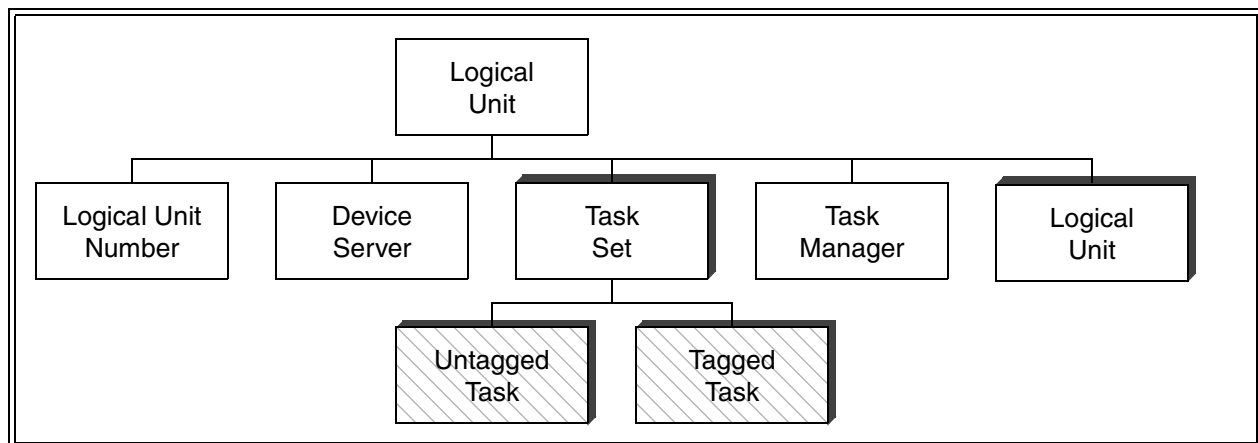 Logical
Unit
Logical Unit
Number
Device
Server
Task
Set
Task
Manager
Logical
Unit
Untagged
Task
Tagged
Task